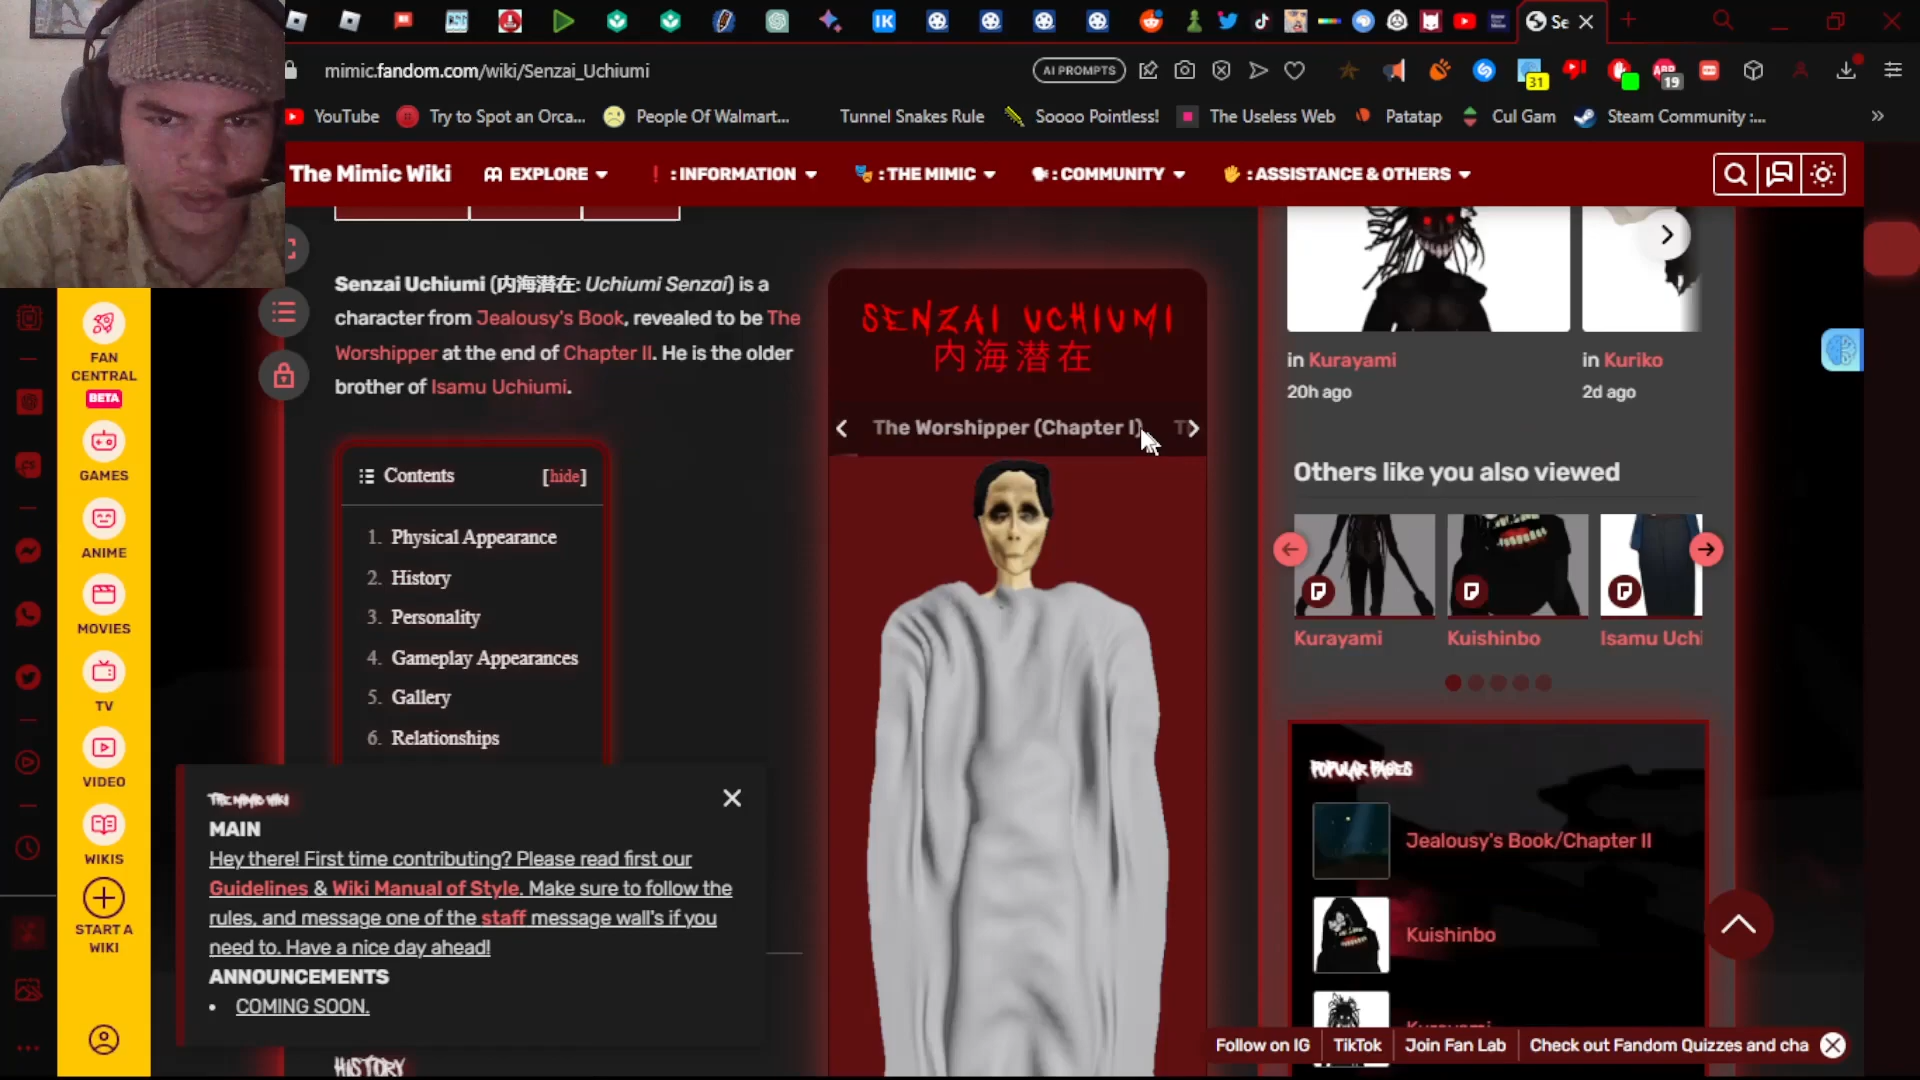 Se
31
19
mimic.fandom.com/wiki/Senzai_Uchiumi
AI PROMPTS
YouTube
Try to Spot an Orca...
People Of Walmart...
Tunnel Snakes Rule
Soooo Pointless!
The Useless Web
Patatap
Cul Gam
Steam Community :...
The Mimic Wiki
EXPLORE
: INFORMATION
: THE MIMIC
: COMMUNITY
: ASSISTANCE & OTHERS
FAN CENTRAL
BETA
GAMES
ANIME
MOVIES
TV
VIDEO
WIKIS
START A WIKI
Senzai Uchiumi (内海潜在: Uchiumi Senzai) is a
character from Jealousy's Book, revealed to be The
Worshipper at the end of Chapter II. He is the older
brother of Isamu Uchiumi.
Contents [hide]
1. Physical Appearance
2. History
3. Personality
4. Gameplay Appearances
5. Gallery
6. Relationships
THE MIMIC WIKI
MAIN
Hey there! First time contributing? Please read first our
Guidelines & Wiki Manual of Style. Make sure to follow the
rules, and message one of the staff message wall's if you
need to. Have a nice day ahead!
ANNOUNCEMENTS
• COMING SOON.
HISTORY
SENZAI UCHIUMI
内海潜在
The Worshipper (Chapter I)
in Kurayami
20h ago
in Kuriko
2d ago
Others like you also viewed
Kurayami
Kuishinbo
Isamu Uchi
POPULAR PAGES
Jealousy's Book/Chapter II
Kuishinbo
Kurayami
Follow on IG
TikTok
Join Fan Lab
Check out Fandom Quizzes and cha